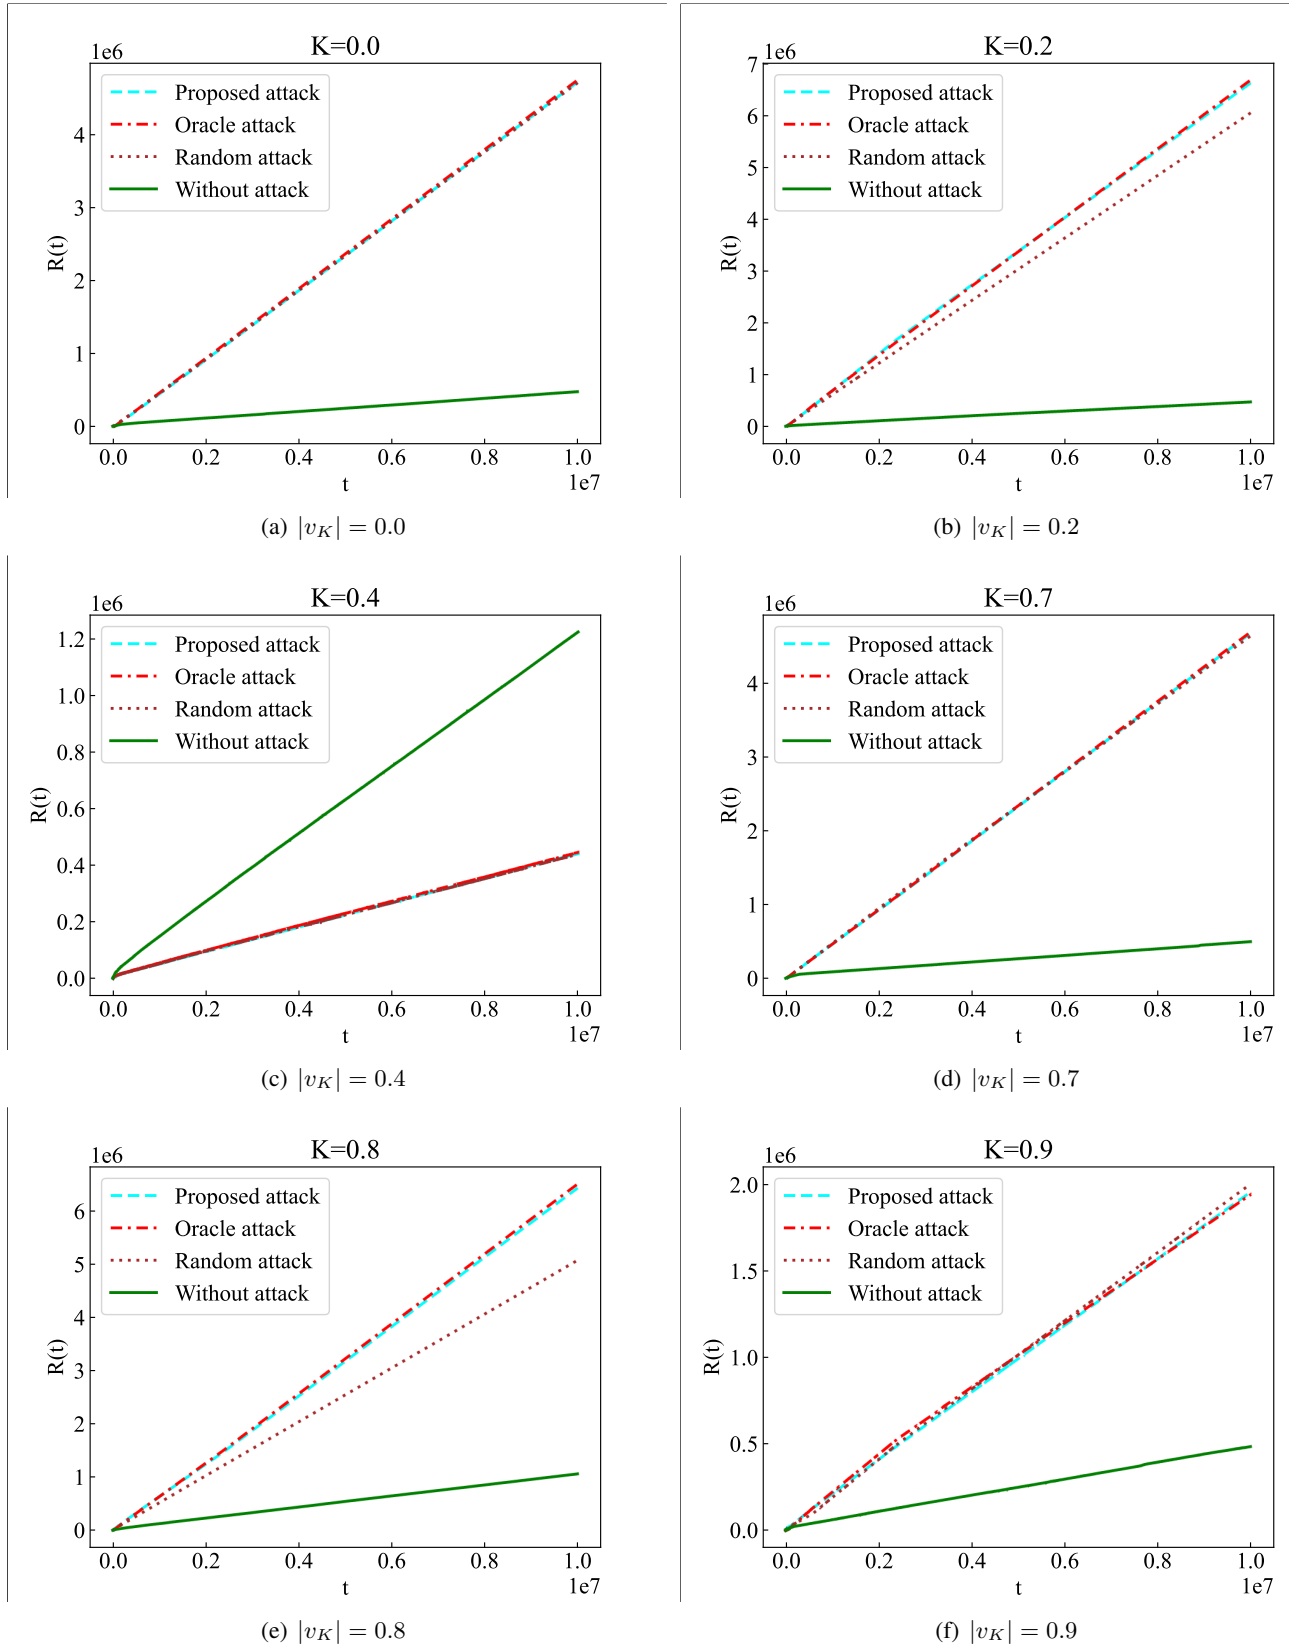 K=0.0
1e6
Proposed attack
Oracle attack
Random attack
Without attack
4
3
2
1
0
R(t)
0.0 0.2 0.4 0.6 0.8 1.0
1e7
t
(a) |v_K| = 0.0
K=0.2
1e6
Proposed attack
Oracle attack
Random attack
Without attack
7
6
5
4
3
2
1
0
R(t)
0.0 0.2 0.4 0.6 0.8 1.0
1e7
t
(b) |v_K| = 0.2
K=0.4
1e6
Proposed attack
Oracle attack
Random attack
Without attack
1.2
1.0
0.8
0.6
0.4
0.2
0.0
R(t)
0.0 0.2 0.4 0.6 0.8 1.0
1e7
t
(c) |v_K| = 0.4
K=0.7
1e6
Proposed attack
Oracle attack
Random attack
Without attack
4
3
2
1
0
R(t)
0.0 0.2 0.4 0.6 0.8 1.0
1e7
t
(d) |v_K| = 0.7
K=0.8
1e6
Proposed attack
Oracle attack
Random attack
Without attack
6
5
4
3
2
1
0
R(t)
0.0 0.2 0.4 0.6 0.8 1.0
1e7
t
(e) |v_K| = 0.8
K=0.9
1e6
Proposed attack
Oracle attack
Random attack
Without attack
2.0
1.5
1.0
0.5
0.0
R(t)
0.0 0.2 0.4 0.6 0.8 1.0
1e7
t
(f) |v_K| = 0.9